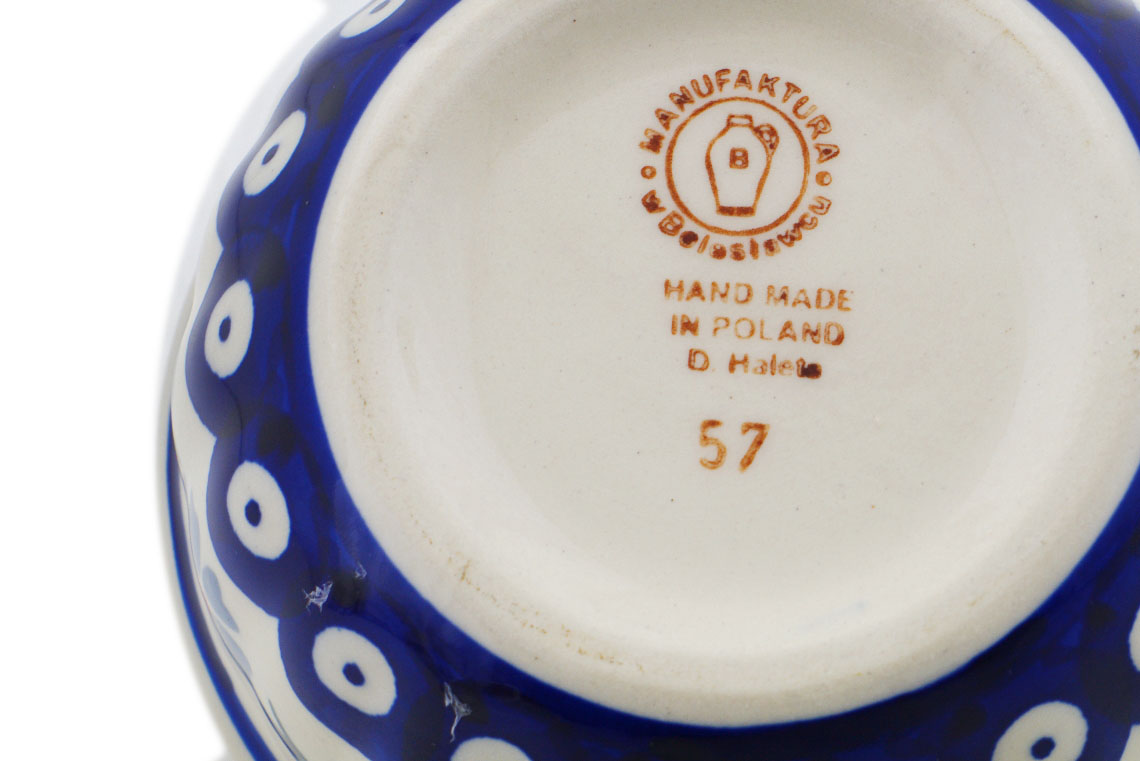 MANUFAKTURA
w Bolesławcu
B
HAND MADE
IN POLAND
D. Haleta
57